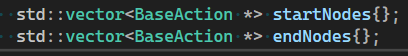 std::vector<BaseAction *> startNodes{};
std::vector<BaseAction *> endNodes{};